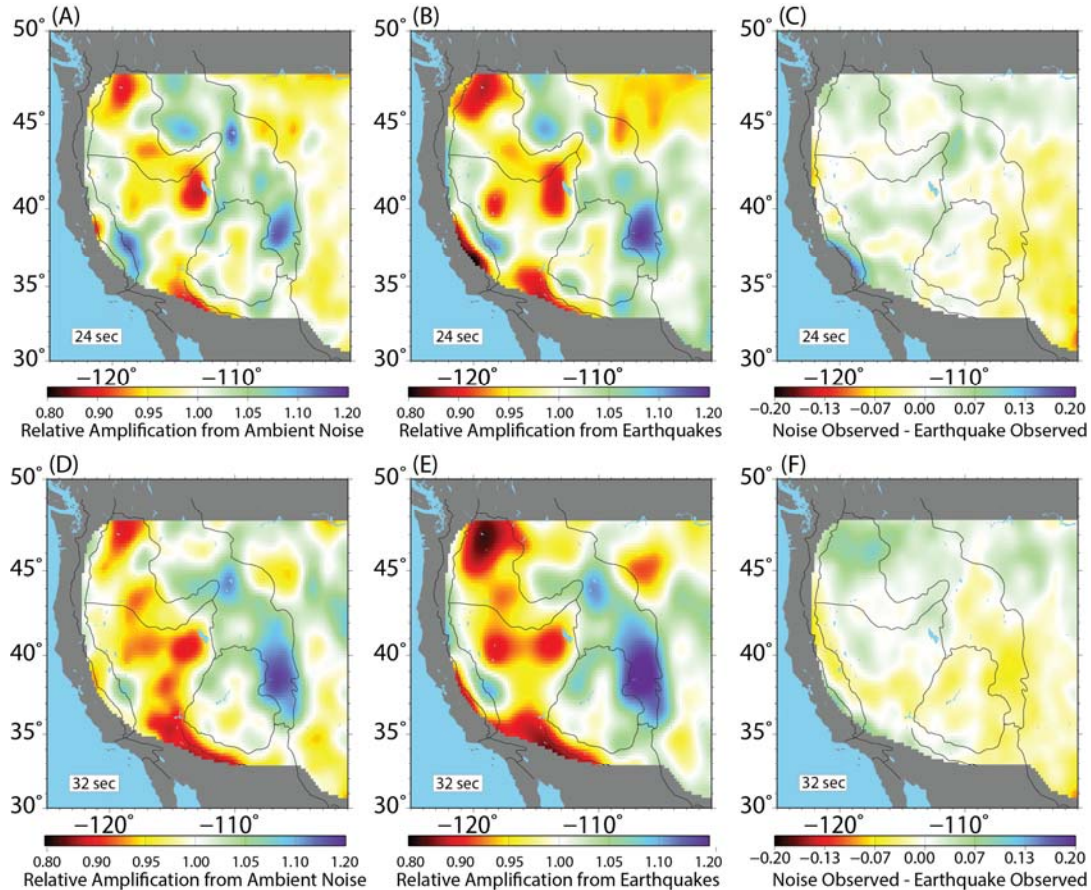 (A) (B) (C)
50° 50° 50°
45° 45° 45°
40° 40° 40°
35° 35° 35°
24 sec 24 sec 24 sec
30° 30° 30°
−120° −110° −120° −110° −120° −110°
0.80 0.90 0.95 1.00 1.05 1.10 1.20 0.80 0.90 0.95 1.00 1.05 1.10 1.20 −0.20 −0.13 −0.07 0.00 0.07 0.13 0.20
Relative Amplification from Ambient Noise Relative Amplification from Earthquakes Noise Observed - Earthquake Observed
(D) (E) (F)
50° 50° 50°
45° 45° 45°
40° 40° 40°
35° 35° 35°
32 sec 32 sec 32 sec
30° 30° 30°
−120° −110° −120° −110° −120° −110°
0.80 0.90 0.95 1.00 1.05 1.10 1.20 0.80 0.90 0.95 1.00 1.05 1.10 1.20 −0.20 −0.13 −0.07 0.00 0.07 0.13 0.20
Relative Amplification from Ambient Noise Relative Amplification from Earthquakes Noise Observed - Earthquake Observed